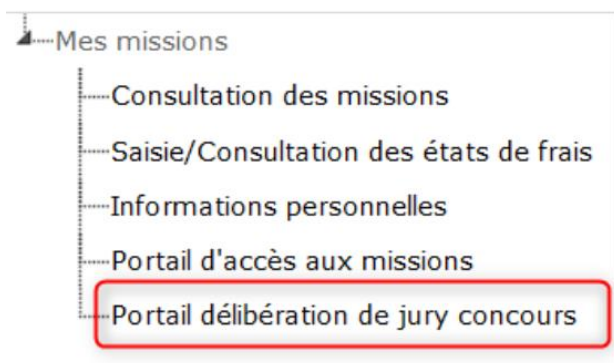 Mes missions
Consultation des missions
Saisie/Consultation des états de frais
Informations personnelles
Portail d'accès aux missions
Portail délibération de jury concours